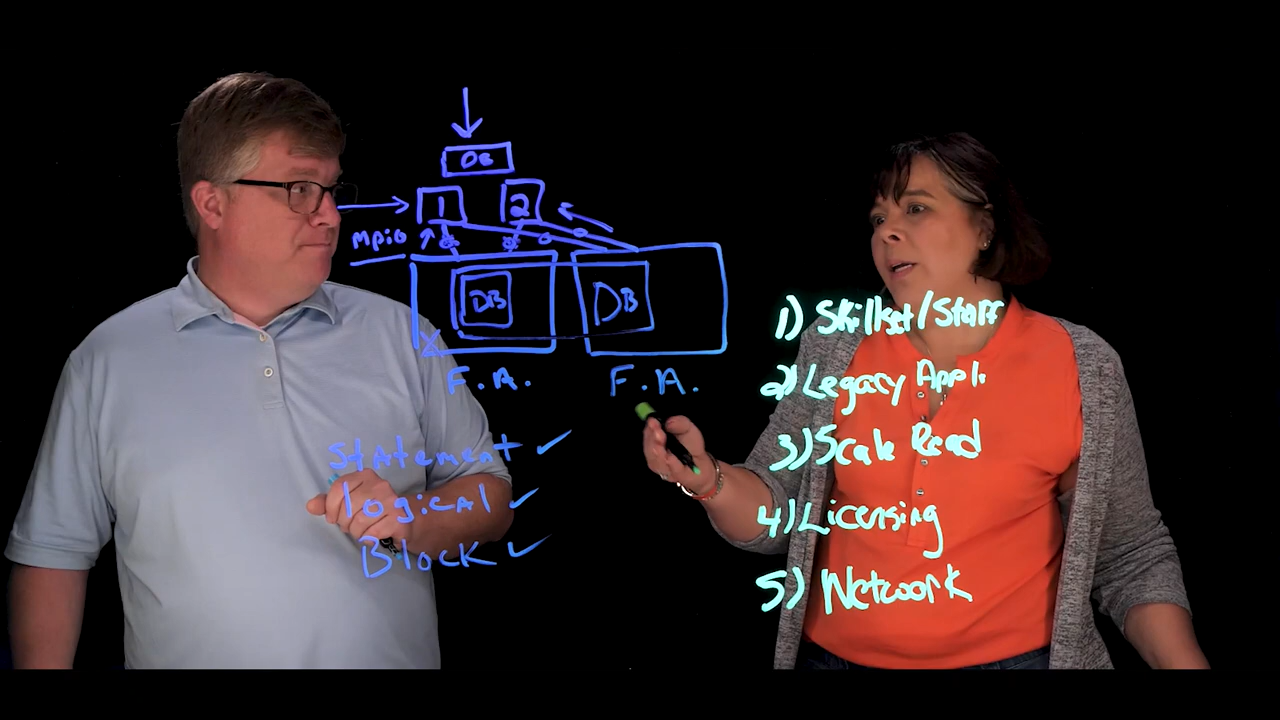 DB
1 2
MPiO
DB DB
F.A. F.A.
Statement ✓
logical ✓
Block ✓
1) Skillset/Staff
2) Legacy Appl.
3) Scale Read
4) Licensing
5) Network